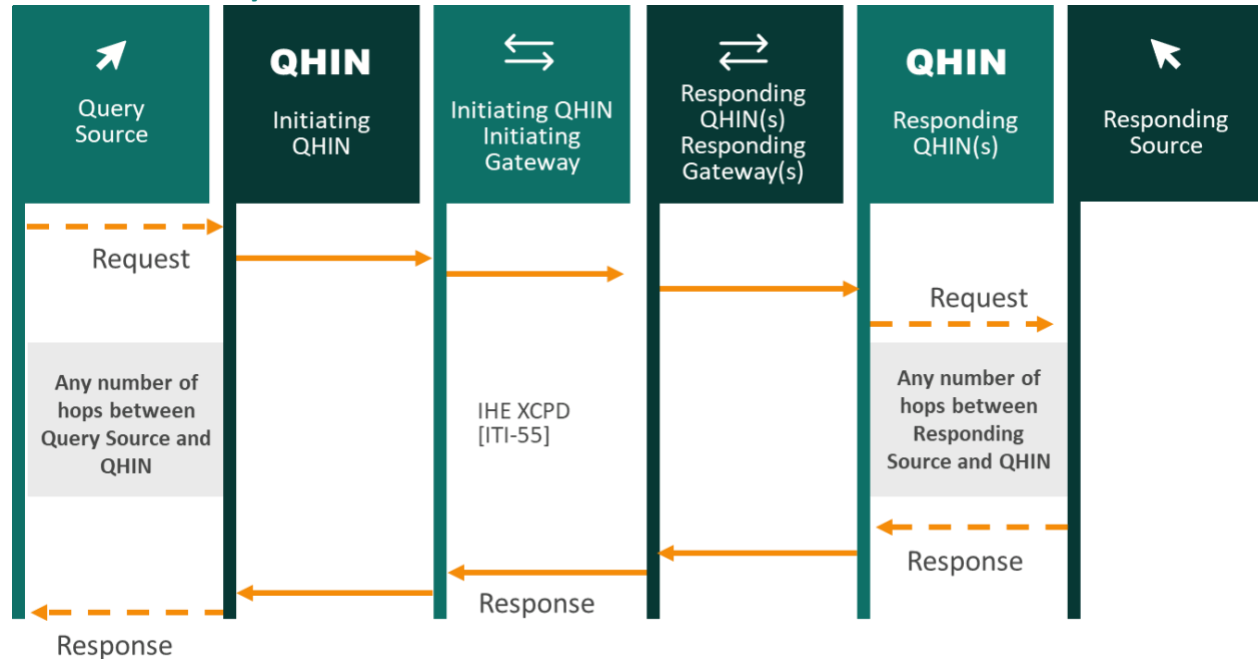 Query
Source
QHIN
Initiating
QHIN
Initiating QHIN
Initiating
Gateway
Responding
QHIN(s)
Responding
Gateway(s)
QHIN
Responding
QHIN(s)
Responding
Source
Request
Request
Any number of
hops between
Query Source and
QHIN
IHE XCPD
[ITI-55]
Any number of
hops between
Responding
Source and QHIN
Response
Response
Response